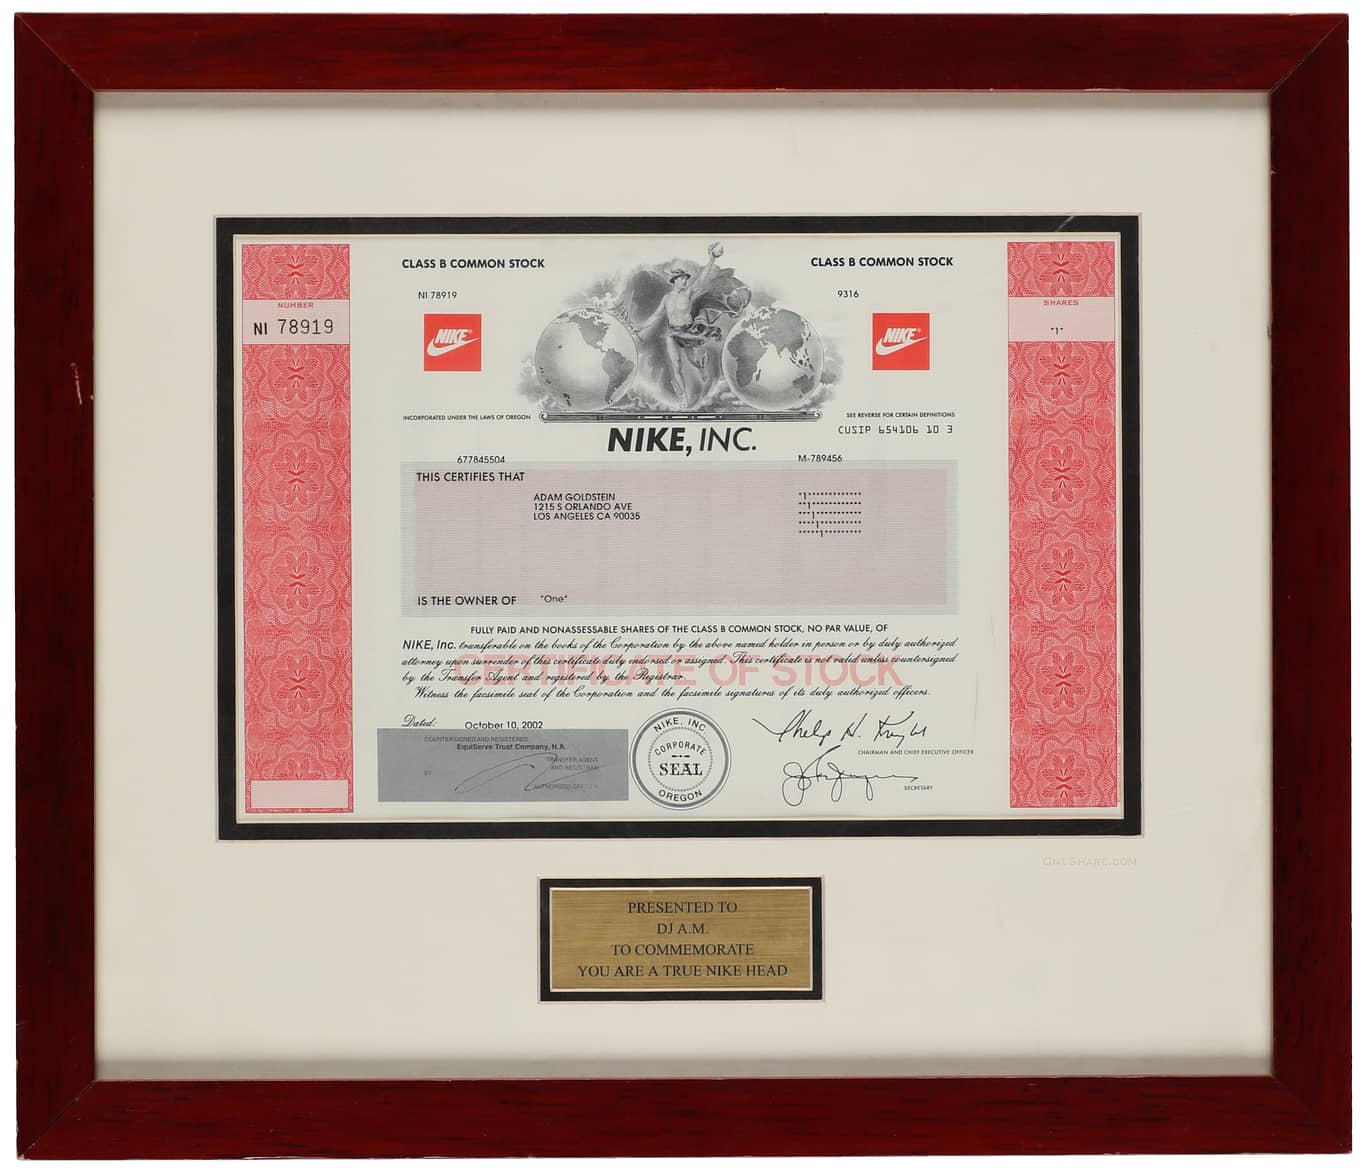 CLASS B COMMON STOCK
CLASS B COMMON STOCK
NI 78919
9316
NUMBER
NI 78919
SHARES
*1*
NIKE
NIKE
INCORPORATED UNDER THE LAWS OF OREGON
SEE REVERSE FOR CERTAIN DEFINITIONS
CUSIP 654106 10 3
NIKE, INC.
677845504
M-789456
THIS CERTIFIES THAT
ADAM GOLDSTEIN
1215 S ORLANDO AVE
LOS ANGELES CA 90035
IS THE OWNER OF *One*
FULLY PAID AND NONASSESSABLE SHARES OF THE CLASS B COMMON STOCK, NO PAR VALUE, OF
NIKE, Inc. transferable on the books of the Corporation by the above named holder in person or by duly authorized
attorney upon surrender of this certificate duly endorsed or assigned. This certificate is not valid unless countersigned
by the Transfer Agent and registered by the Registrar.
CERTIFICATE OF STOCK
Witness the facsimile seal of the Corporation and the facsimile signatures of its duly authorized officers.
Dated: October 10, 2002
COUNTERSIGNED AND REGISTERED:
EquiServe Trust Company, N.A.
TRANSFER AGENT
AND REGISTRAR
BY
AUTHORIZED OFFICER
NIKE, INC.
CORPORATE
SEAL
OREGON
Philip H. Knight
CHAIRMAN AND CHIEF EXECUTIVE OFFICER
SECRETARY
ONESHARE.COM
PRESENTED TO
DJ A.M.
TO COMMEMORATE
YOU ARE A TRUE NIKE HEAD